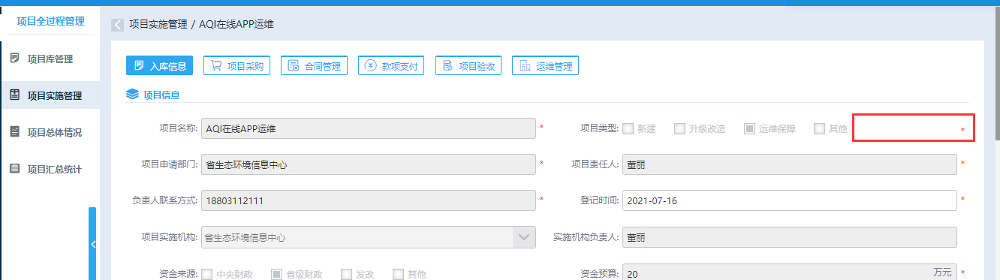 项目全过程管理
项目库管理
项目实施管理
项目总体情况
项目汇总统计
项目实施管理 / AQI在线APP运维
入库信息 项目采购 合同管理 款项支付 项目验收 运维管理
项目信息
项目名称: AQI在线APP运维 * 项目类型: 新建 升级改造 运维保障 其他 *
项目申请部门: 省生态环境信息中心 * 项目责任人: 董丽 *
负责人联系方式: 18803112111 * 登记时间: 2021-07-16 *
项目实施机构: 省生态环境信息中心 实施机构负责人: 董丽
资金来源: 中央财政 省级财政 发改 其他 资金预算: 20 万元 *